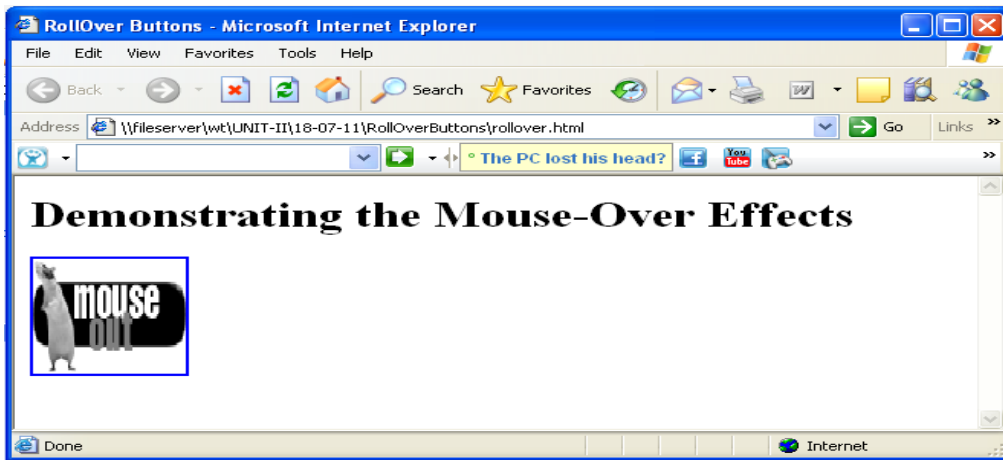 RollOver Buttons - Microsoft Internet Explorer
File Edit View Favorites Tools Help
Back Search Favorites W
Address \\fileserver\wt\UNIT-II\18-07-11\RollOverButtons\rollover.html Go Links »
° The PC lost his head? f You Tube »
Demonstrating the Mouse-Over Effects
mouse
out
Done Internet